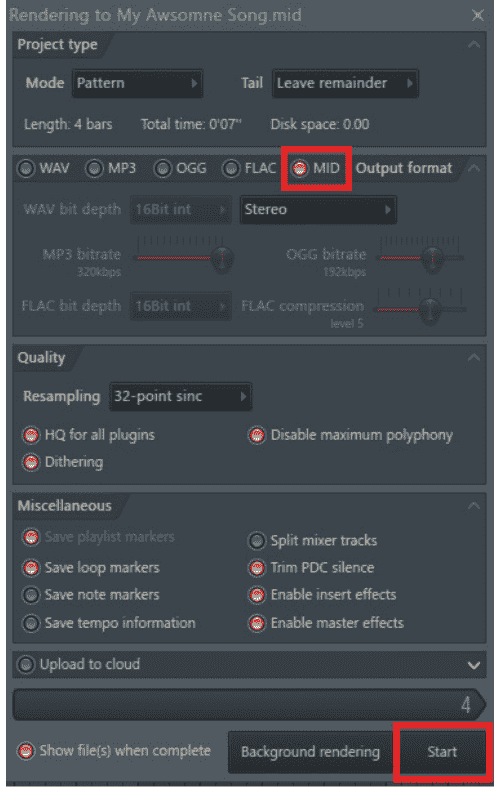 Rendering to My Awsomne Song.mid
Project type
Mode Pattern Tail Leave remainder
Length: 4 bars Total time: 0'07" Disk space: 0.00
WAV MP3 OGG FLAC MID Output format
WAV bit depth 16Bit int Stereo
MP3 bitrate OGG bitrate
320kbps 192kbps
FLAC bit depth 16Bit int FLAC compression
level 5
Quality
Resampling 32-point sinc
HQ for all plugins Disable maximum polyphony
Dithering
Miscellaneous
Save playlist markers Split mixer tracks
Save loop markers Trim PDC silence
Save note markers Enable insert effects
Save tempo information Enable master effects
Upload to cloud
4
Show file(s) when complete Background rendering Start